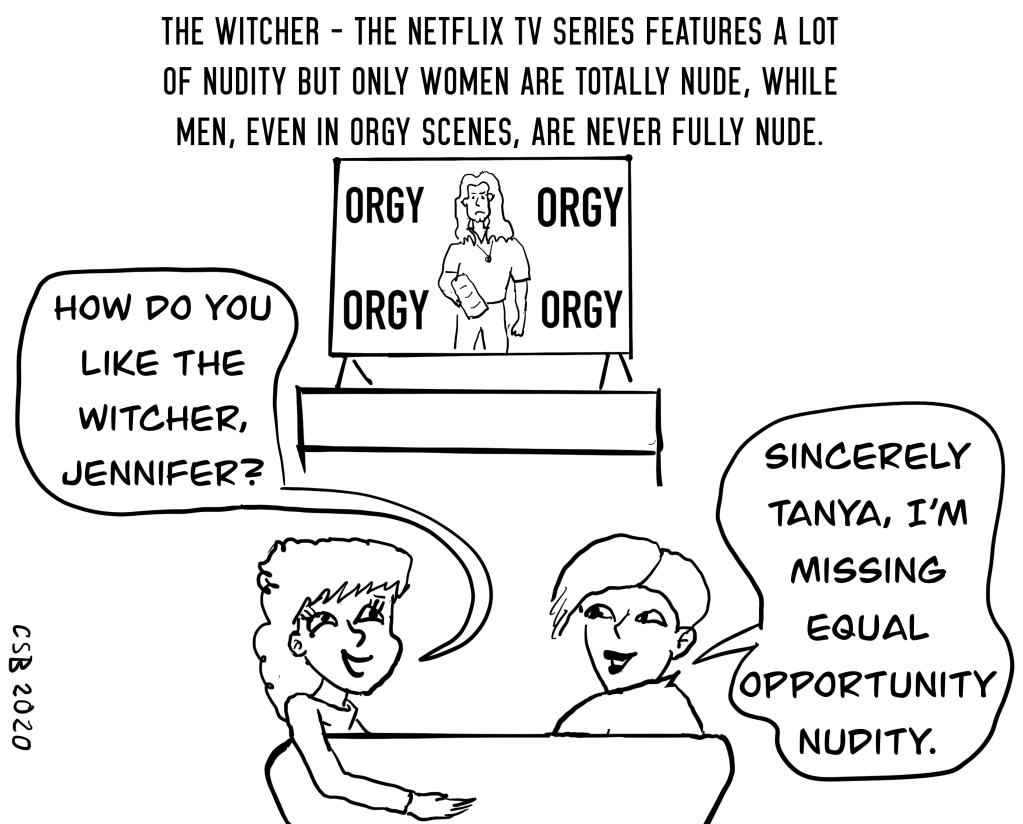 THE WITCHER - THE NETFLIX TV SERIES FEATURES A LOT
OF NUDITY BUT ONLY WOMEN ARE TOTALLY NUDE, WHILE
MEN, EVEN IN ORGY SCENES, ARE NEVER FULLY NUDE.
ORGY
ORGY
ORGY
ORGY
HOW DO YOU
LIKE THE
WITCHER,
JENNIFER?
SINCERELY
TANYA, I'M
MISSING
EQUAL
OPPORTUNITY
NUDITY.
CSB 2020